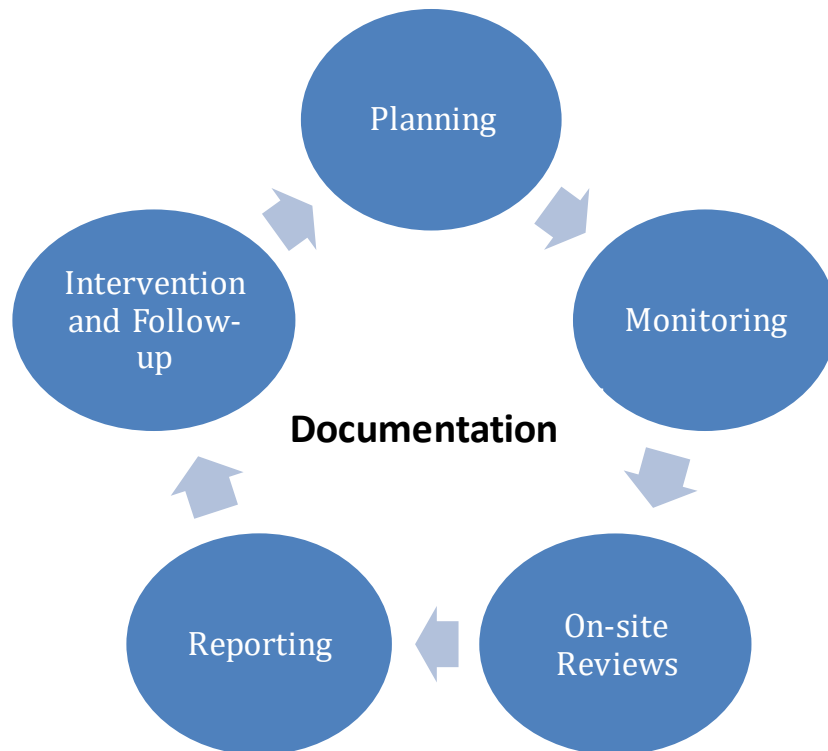 Planning
Monitoring
On-site
Reviews
Reporting
Intervention
and Follow-
up
Documentation